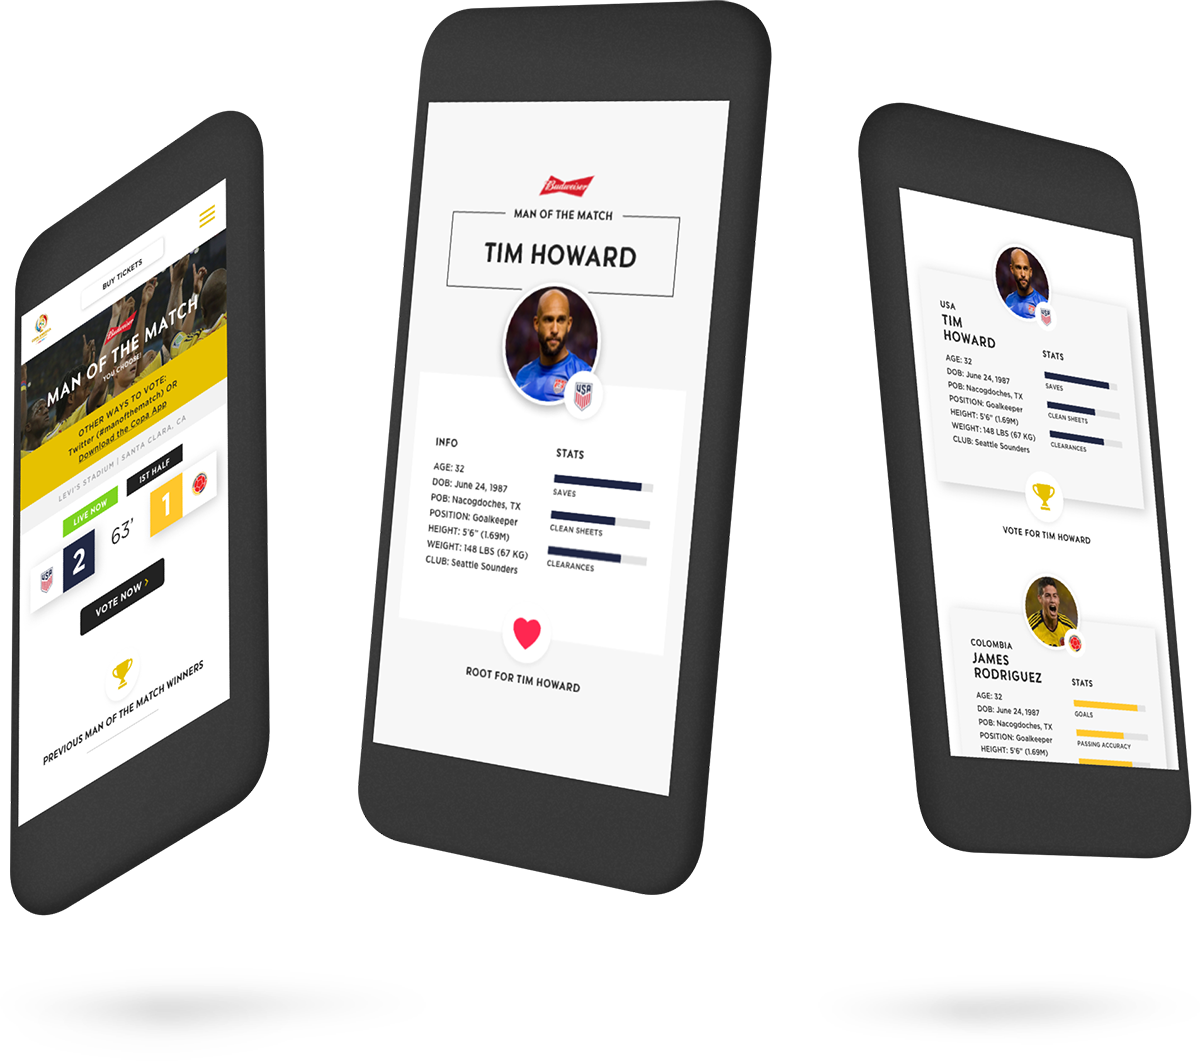 BUY TICKETS
Budweiser
MAN OF THE MATCH
YOU CHOOSE!
OTHER WAYS TO VOTE:
Twitter (#manofthematch) OR
Download the Copa App
LEVI'S STADIUM | SANTA CLARA, CA
LIVE NOW
1ST HALF
USA
2
63'
1
VOTE NOW ›
PREVIOUS MAN OF THE MATCH WINNERS
Budweiser
MAN OF THE MATCH
TIM HOWARD
USA
INFO
AGE: 32
DOB: June 24, 1987
POB: Nacogdoches, TX
POSITION: Goalkeeper
HEIGHT: 5'6" (1.69M)
WEIGHT: 148 LBS (67 KG)
CLUB: Seattle Sounders
STATS
SAVES
CLEAN SHEETS
CLEARANCES
ROOT FOR TIM HOWARD
USA
USA
TIM
HOWARD
AGE: 32
DOB: June 24, 1987
POB: Nacogdoches, TX
POSITION: Goalkeeper
HEIGHT: 5'6" (1.69M)
WEIGHT: 148 LBS (67 KG)
CLUB: Seattle Sounders
STATS
SAVES
CLEAN SHEETS
CLEARANCES
VOTE FOR TIM HOWARD
COLOMBIA
JAMES
RODRIGUEZ
AGE: 32
DOB: June 24, 1987
POB: Nacogdoches, TX
POSITION: Goalkeeper
HEIGHT: 5'6" (1.69M)
STATS
GOALS
PASSING ACCURACY